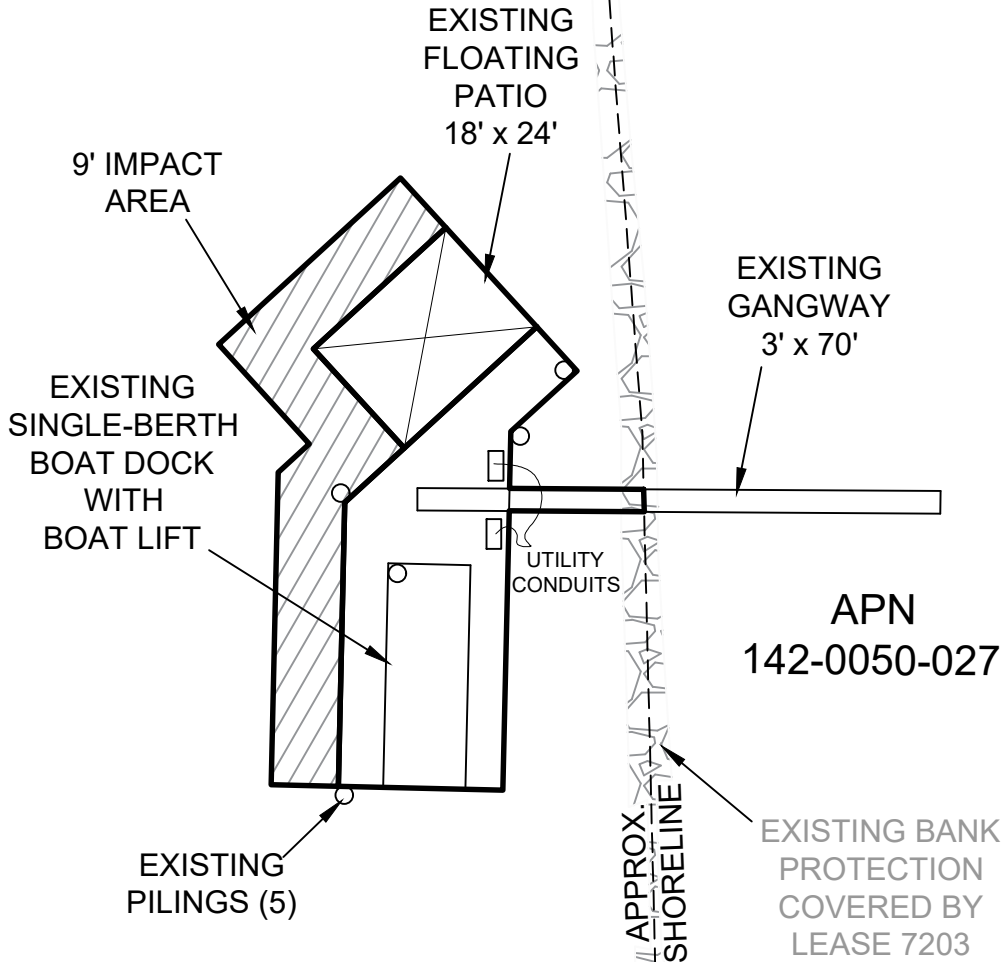 EXISTING
FLOATING
PATIO
18' x 24'
9' IMPACT
AREA
EXISTING
GANGWAY
3' x 70'
EXISTING
SINGLE-BERTH
BOAT DOCK
WITH
BOAT LIFT
UTILITY
CONDUITS
APN
142-0050-027
EXISTING
PILINGS (5)
APPROX.
SHORELINE
EXISTING BANK
PROTECTION
COVERED BY
LEASE 7203